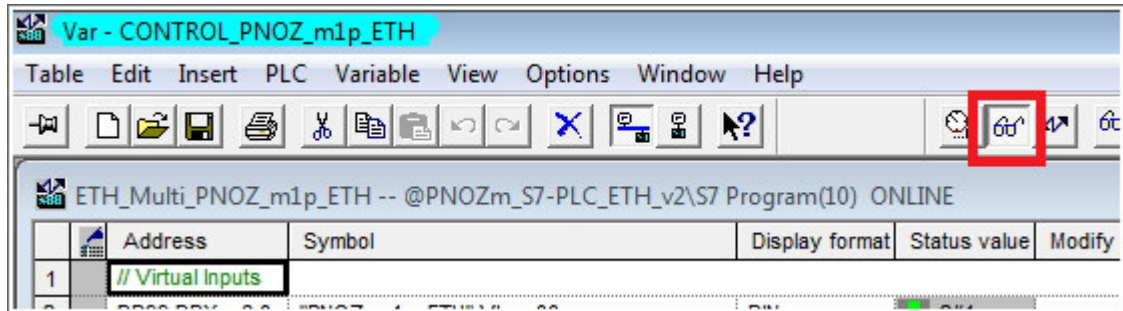 Var - CONTROL_PNOZ_m1p_ETH
Table Edit Insert PLC Variable View Options Window Help
ETH_Multi_PNOZ_m1p_ETH -- @PNOZm_S7-PLC_ETH_v2\S7 Program(10) ONLINE
Address Symbol Display format Status value Modify
1 // Virtual Inputs